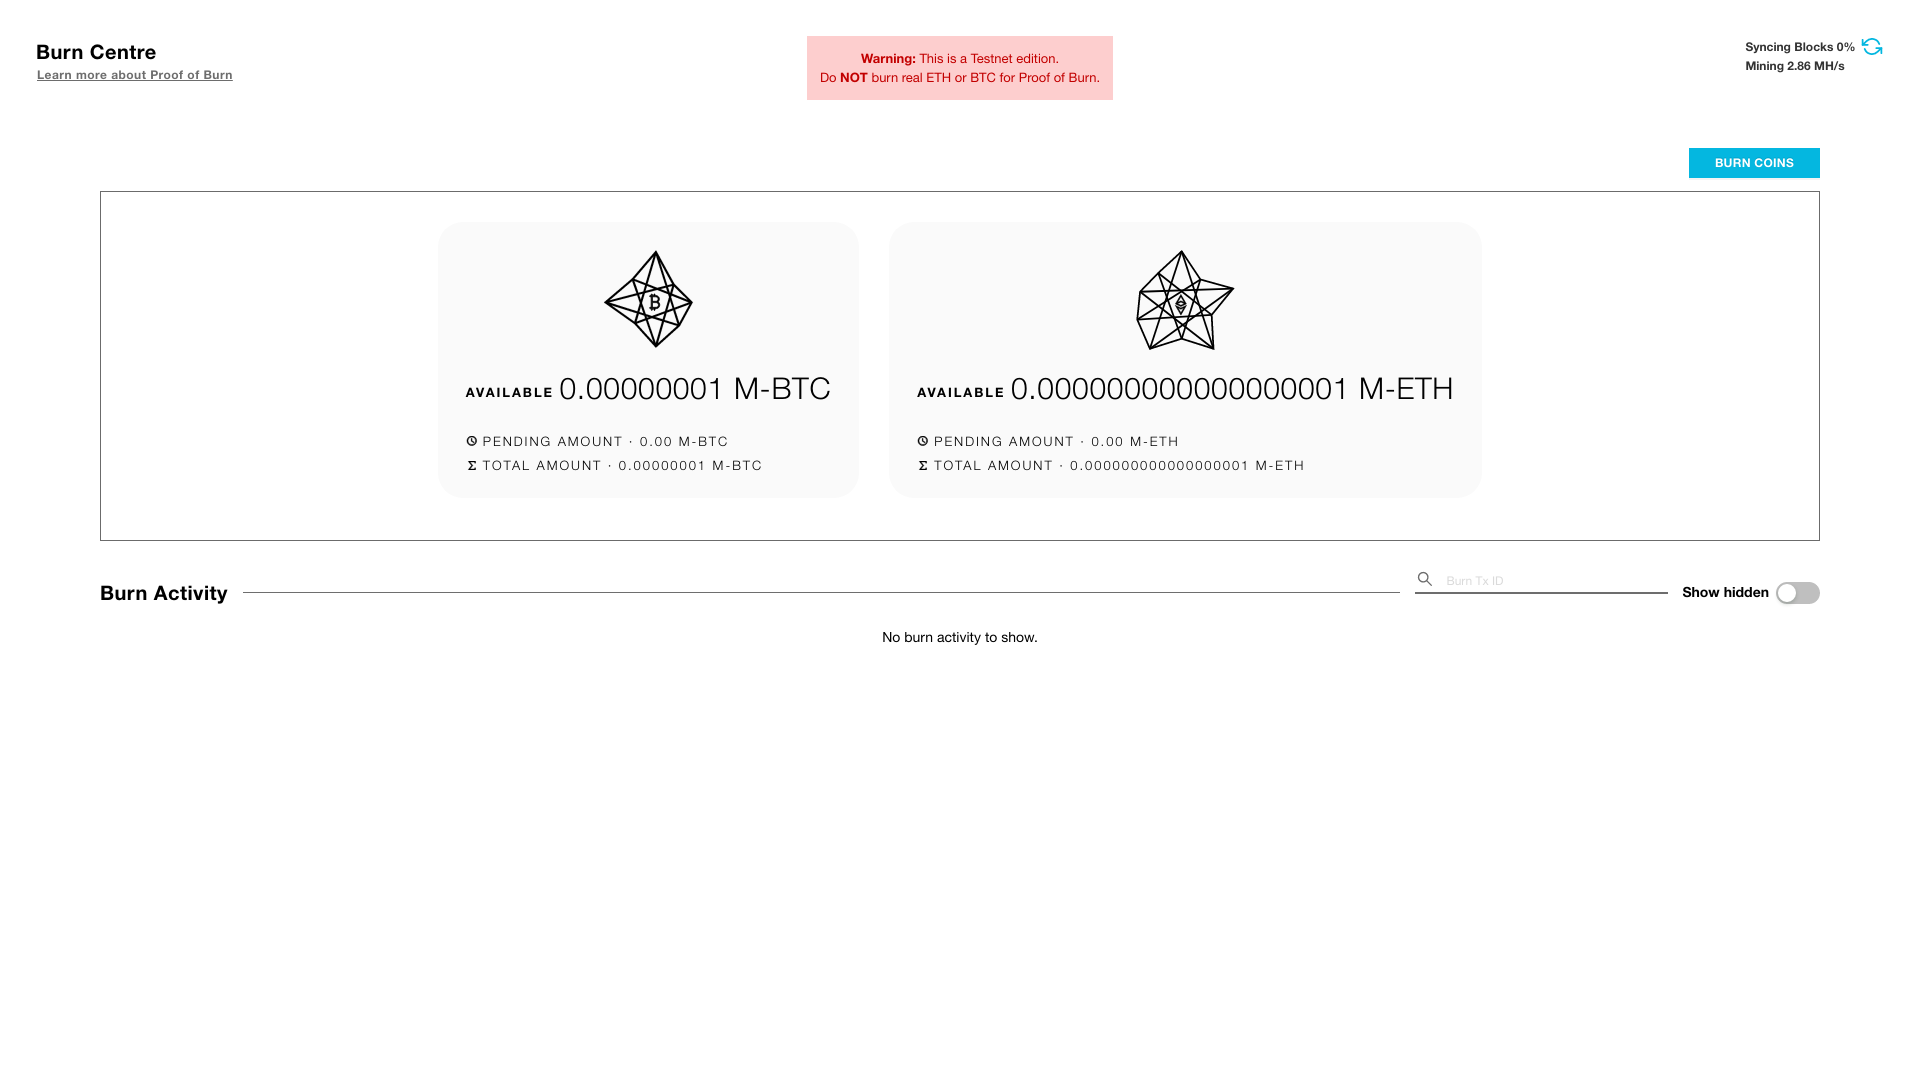 Burn Centre
Learn more about Proof of Burn
Warning: This is a Testnet edition.
Do NOT burn real ETH or BTC for Proof of Burn.
Syncing Blocks 0%
Mining 2.86 MH/s
BURN COINS
AVAILABLE 0.00000001 M-BTC
PENDING AMOUNT · 0.00 M-BTC
Σ TOTAL AMOUNT · 0.00000001 M-BTC
AVAILABLE 0.000000000000000001 M-ETH
PENDING AMOUNT · 0.00 M-ETH
Σ TOTAL AMOUNT · 0.000000000000000001 M-ETH
Burn Activity
Burn Tx ID
Show hidden
No burn activity to show.